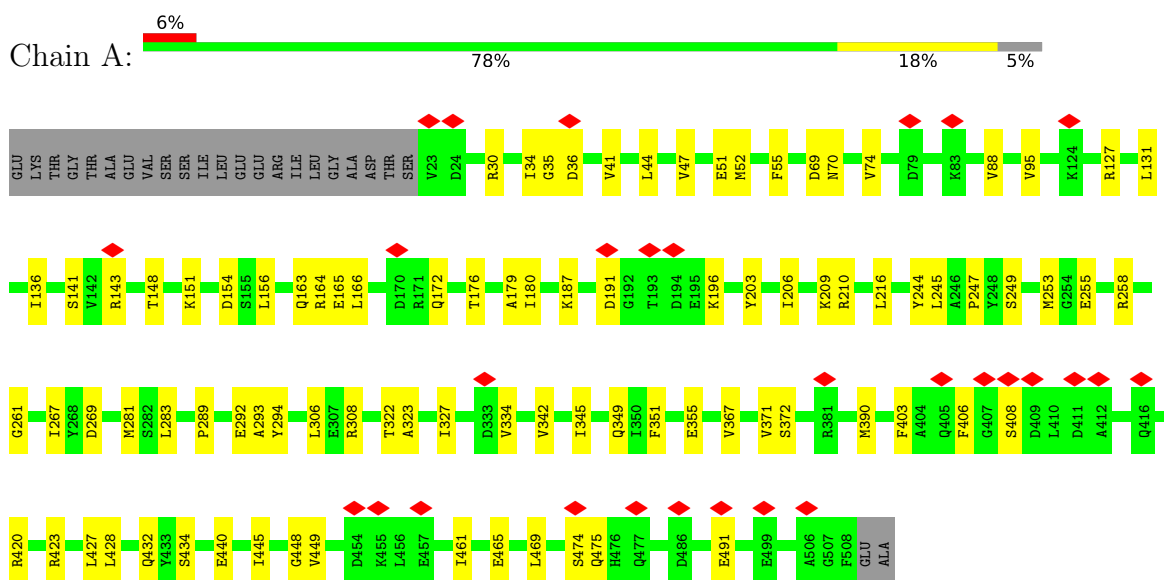 6%
Chain A:
78% 18% 5%
GLU LYS THR GLY THR ALA GLU VAL SER SER ILE LEU GLU GLU ARG ILE LEU GLY ALA ASP THR SER V23 D24 R30 I34 G35 D36 V41 L44 V47 E51 M52 F55 D69 N70 V74 D79 K83 V88 V95 K124 R127 L131
I136 S141 V142 R143 T148 K151 D154 S155 L156 Q163 R164 E165 L166 D170 R171 Q172 T176 A179 I180 K187 D191 G192 T193 D194 E195 K196 Y203 I206 K209 R210 L216 Y244 L245 A246 P247 Y248 S249 M253 G254 E255 R258
G261 I267 Y268 D269 M281 S282 L283 P289 E292 A293 Y294 L306 E307 R308 T322 A323 I327 D333 V334 V342 I345 Q349 I350 F351 E355 V367 V371 S372 R381 M390 F403 A404 Q405 F406 G407 S408 D409 L410 D411 A412 Q416
R420 R423 L427 L428 Q432 Y433 S434 E440 I445 G448 V449 D454 K455 L456 E457 I461 E465 L469 S474 Q475 H476 Q477 D486 E491 E499 A506 G507 F508 GLU ALA